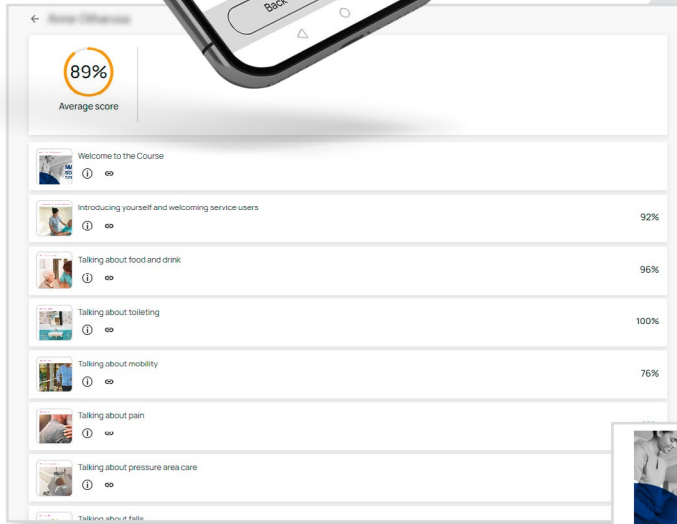 Back
89%
Average score
Welcome to the Course
Introducing yourself and welcoming service users
92%
Talking about food and drink
96%
Talking about toileting
100%
Talking about mobility
76%
Talking about pain
Talking about pressure area care
Talking about falls